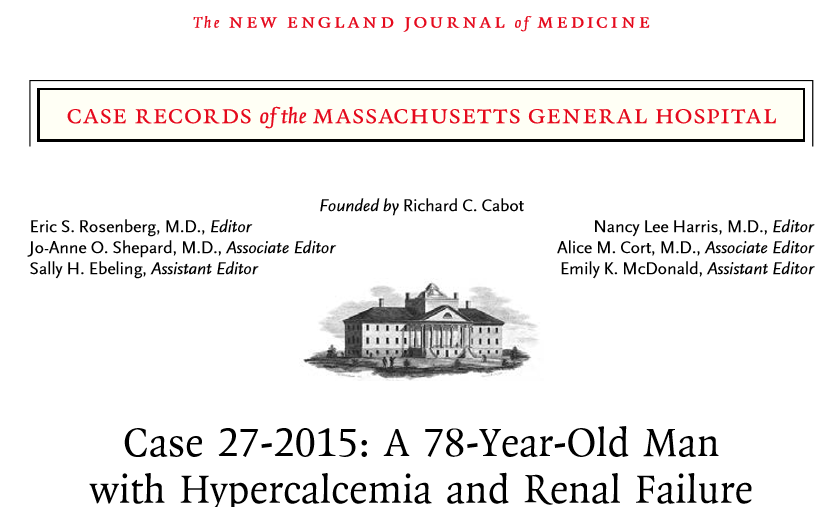 The NEW ENGLAND JOURNAL of MEDICINE
CASE RECORDS of the MASSACHUSETTS GENERAL HOSPITAL
Founded by Richard C. Cabot
Eric S. Rosenberg, M.D., Editor
Jo-Anne O. Shepard, M.D., Associate Editor
Sally H. Ebeling, Assistant Editor
Nancy Lee Harris, M.D., Editor
Alice M. Cort, M.D., Associate Editor
Emily K. McDonald, Assistant Editor
Case 27-2015: A 78-Year-Old Man
with Hypercalcemia and Renal Failure